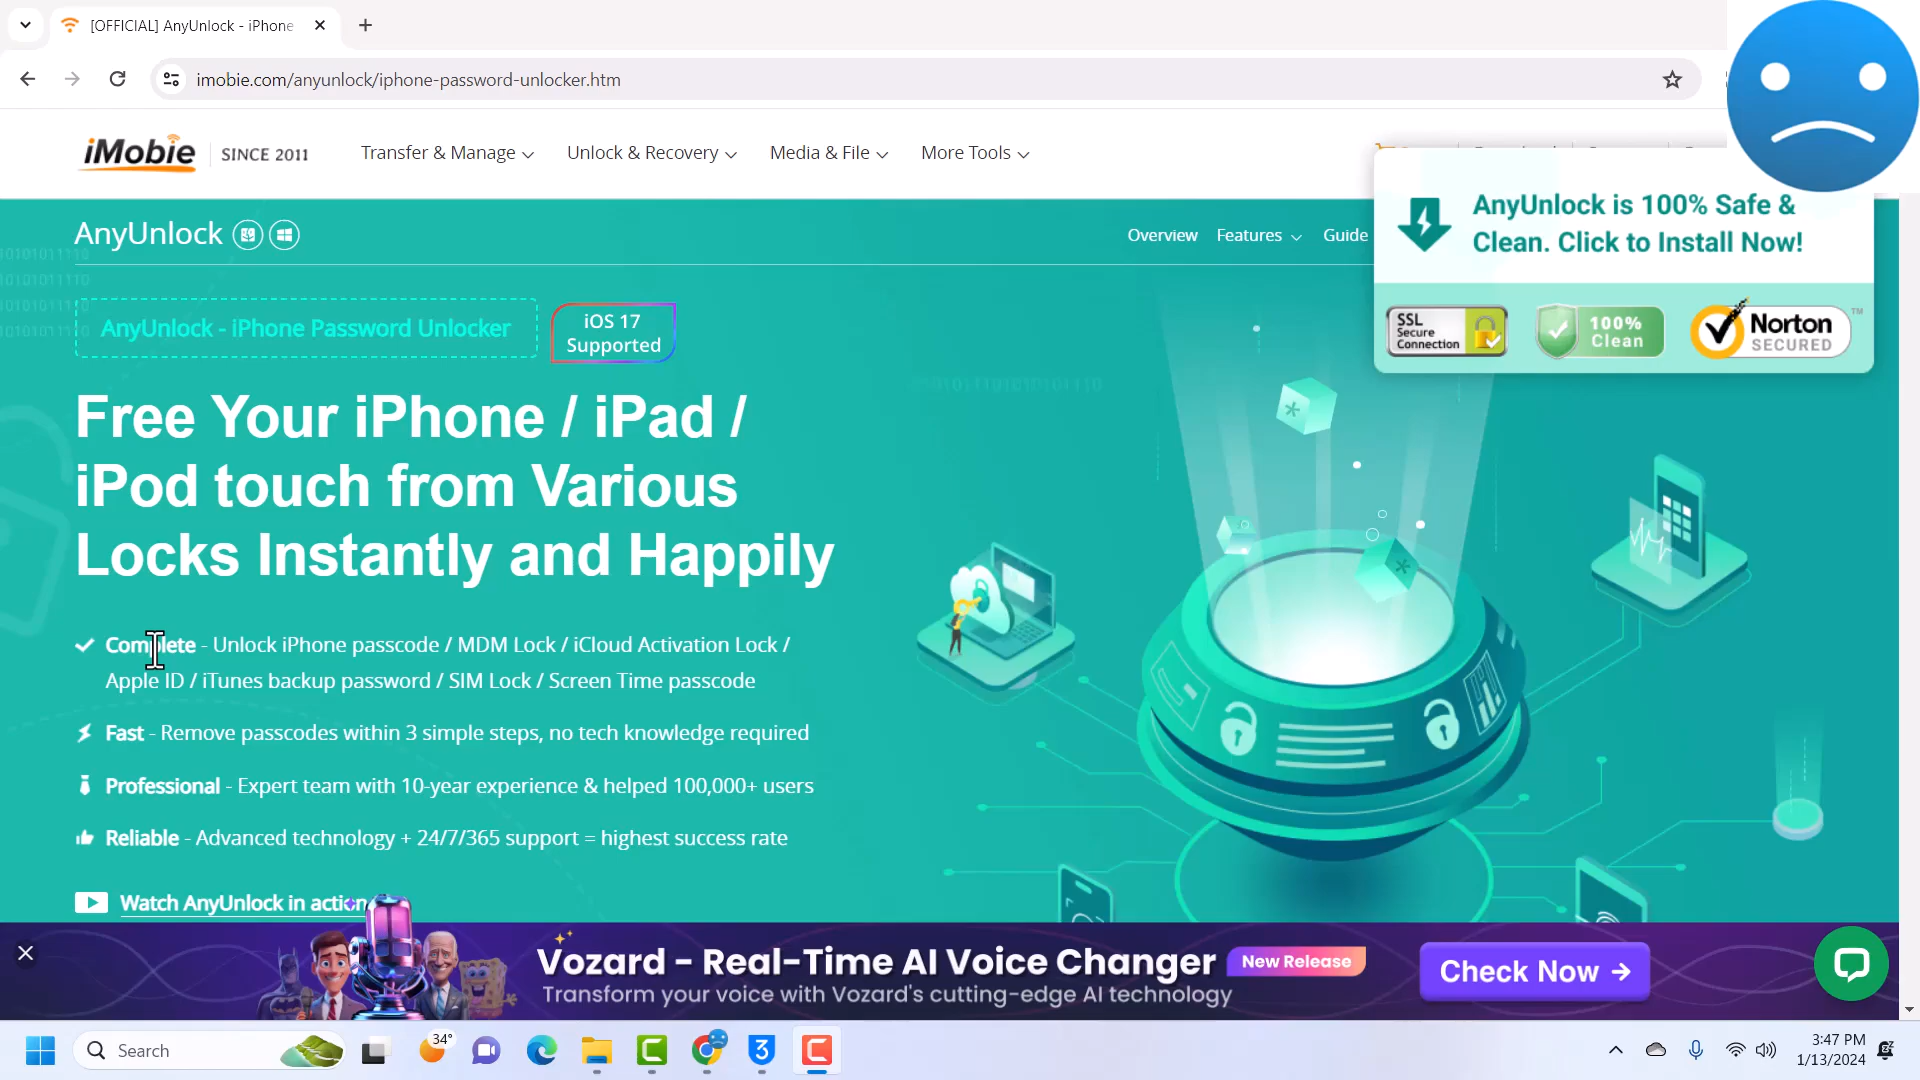 [OFFICIAL] AnyUnlock - iPhone
imobie.com/anyunlock/iphone-password-unlocker.htm
iMobie
SINCE 2011
Transfer & Manage
Unlock & Recovery
Media & File
More Tools
AnyUnlock is 100% Safe &
Clean. Click to Install Now!
SSL
Secure
Connection
100%
Clean
Norton
SECURED
TM
AnyUnlock
Overview
Features
Guide
AnyUnlock - iPhone Password Unlocker
iOS 17
Supported
Free Your iPhone / iPad /
iPod touch from Various
Locks Instantly and Happily
Complete - Unlock iPhone passcode / MDM Lock / iCloud Activation Lock /
Apple ID / iTunes backup password / SIM Lock / Screen Time passcode
Fast - Remove passcodes within 3 simple steps, no tech knowledge required
Professional - Expert team with 10-year experience & helped 100,000+ users
Reliable - Advanced technology + 24/7/365 support = highest success rate
Watch AnyUnlock in action
Vozard - Real-Time AI Voice Changer
New Release
Transform your voice with Vozard's cutting-edge AI technology
Check Now
Search
34°
3:47 PM
1/13/2024